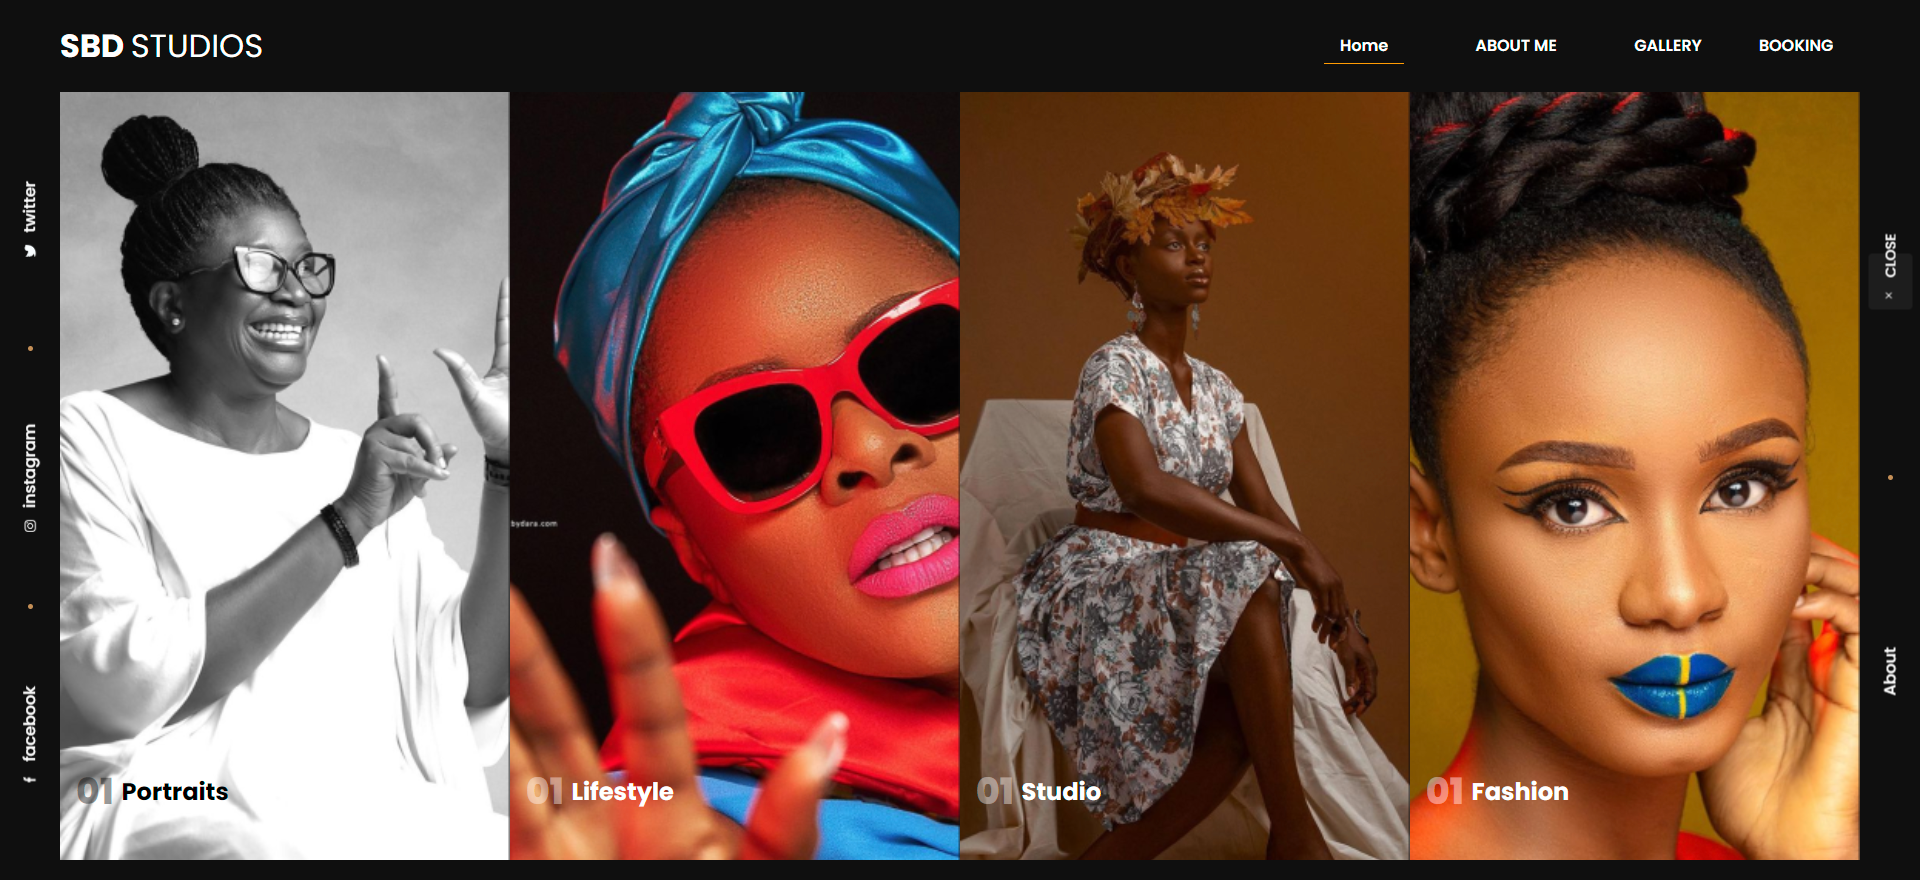 SBD STUDIOS
Home
ABOUT ME
GALLERY
BOOKING
twitter
instagram
facebook
bydara.com
CLOSE
×
About
01 Portraits
01 Lifestyle
01 Studio
01 Fashion